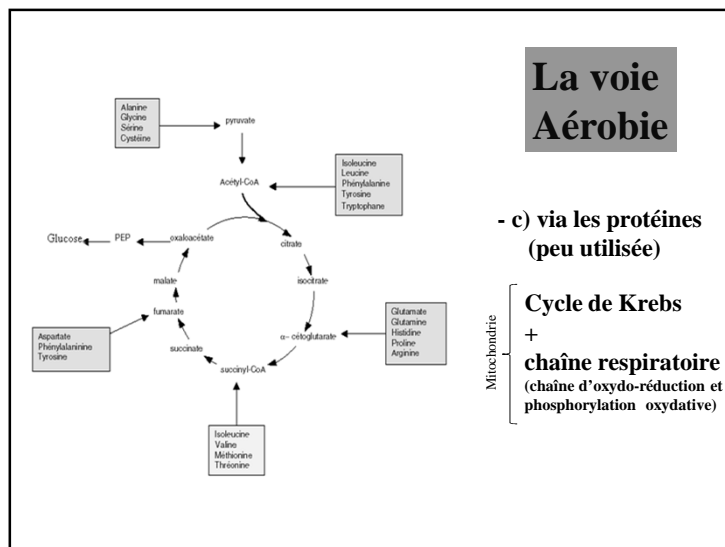 La voie
Aérobie
Alanine
Glycine
Sérine
Cystéine
pyruvate
Acétyl-CoA
Isoleucine
Leucine
Phénylalanine
Tyrosine
Tryptophane
Glucose
PEP
oxaloacétate
citrate
isocitrate
malate
fumarate
succinate
succinyl-CoA
α- cétoglutarate
Glutamate
Glutamine
Histidine
Proline
Arginine
Aspartate
Phénylalaninine
Tyrosine
Isoleucine
Valine
Méthionine
Thréonine
- c) via les protéines
(peu utilisée)
Mitochondrie
Cycle de Krebs
+
chaîne respiratoire
(chaîne d'oxydo-réduction et
phosphorylation oxydative)